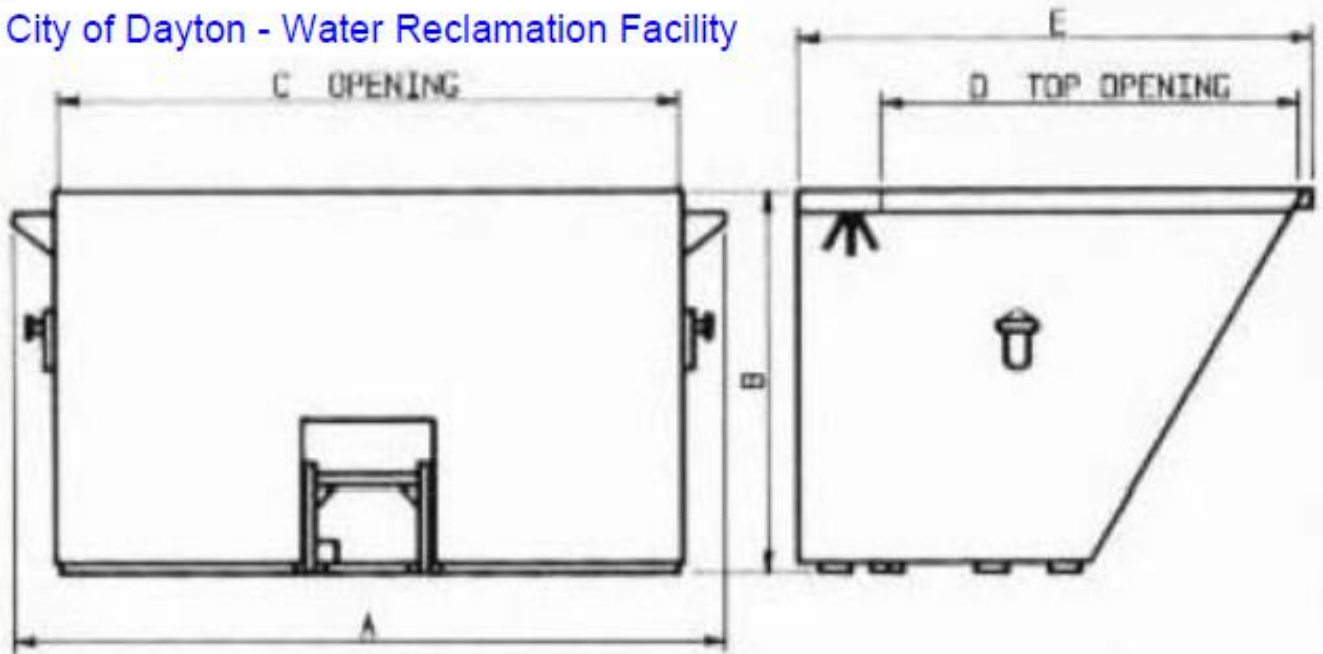 City of Dayton - Water Reclamation Facility
E
C OPENING
D TOP OPENING
B
A